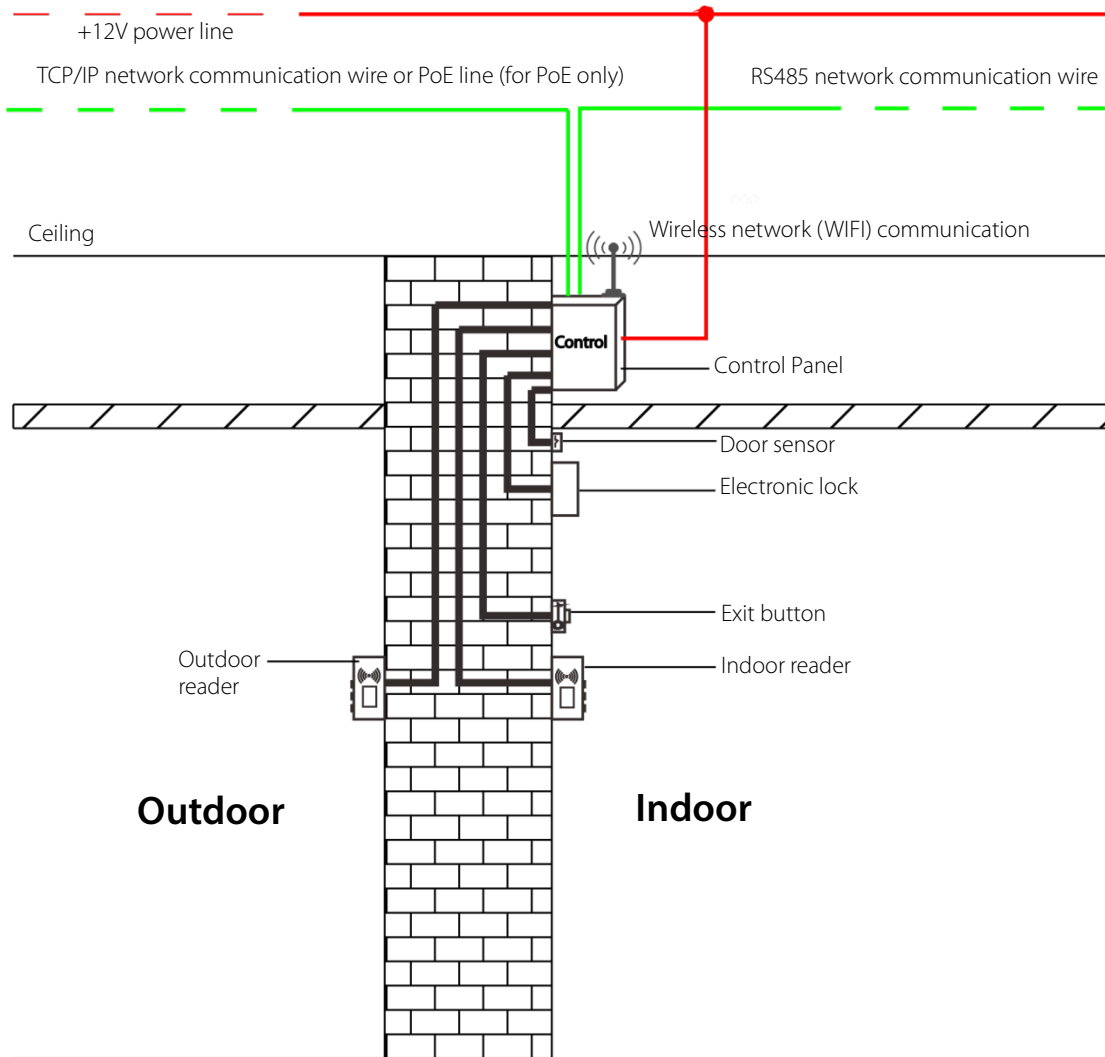 +12V power line
TCP/IP network communication wire or PoE line (for PoE only)
RS485 network communication wire
Ceiling
Wireless network (WIFI) communication
Control
Control Panel
Door sensor
Electronic lock
Exit button
Outdoor
reader
Indoor reader
Outdoor
Indoor